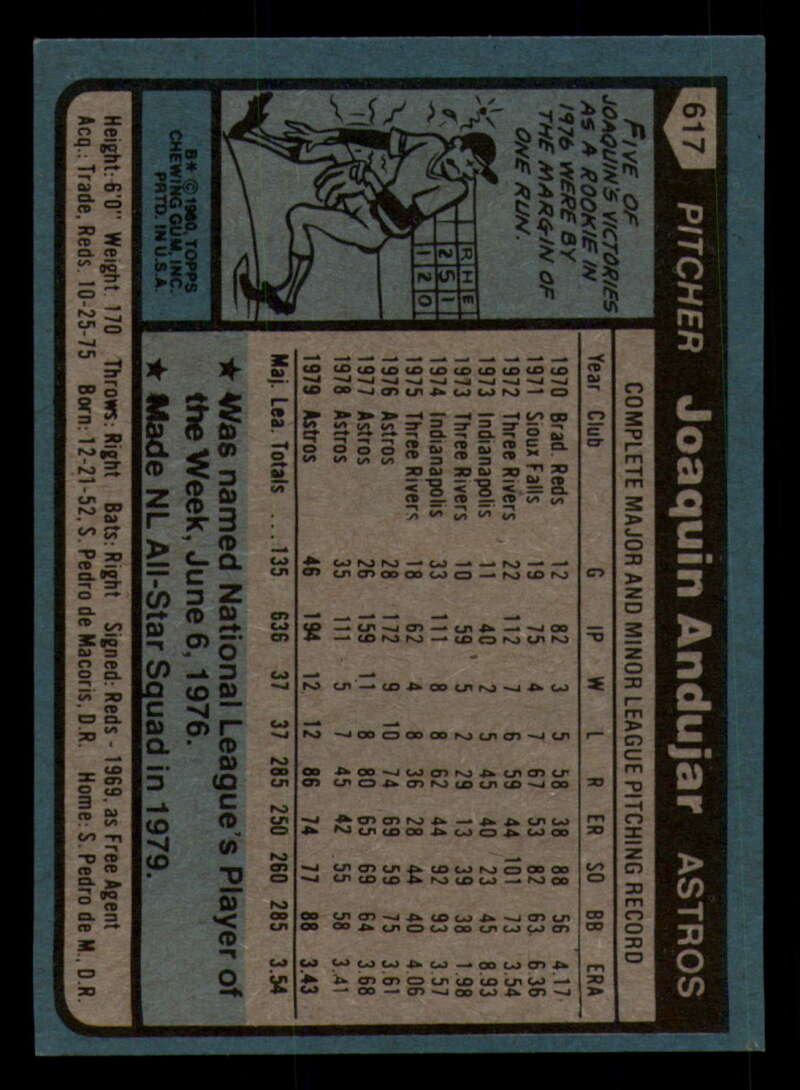 617 PITCHER Joaquin Andujar ASTROS
FIVE OF
JOAQUIN'S VICTORIES
AS A ROOKIE IN
1976 WERE BY
THE MARGIN OF
ONE RUN.
R H E
2 5 1
1 2 0
B* © 1980 TOPPS
CHEWING GUM, INC.
PRTD. IN U.S.A.
COMPLETE MAJOR AND MINOR LEAGUE PITCHING RECORD
Year Club G IP W L R ER SO BB ERA
1970 Brad. Reds 12 82 3 5 58 38 88 56 4.17
1971 Sioux Falls 19 75 4 7 67 53 82 63 6.36
1972 Three Rivers 22 112 7 6 59 44 101 73 3.54
1973 Indianapolis 11 40 2 5 45 40 23 45 8.93
1973 Three Rivers 10 59 5 2 29 13 39 38 1.98
1974 Indianapolis 33 111 8 8 62 44 92 93 3.57
1975 Three Rivers 18 62 4 8 36 28 44 40 4.06
1976 Astros 28 172 9 10 74 69 59 75 3.61
1977 Astros 26 159 11 8 80 65 69 64 3.68
1978 Astros 35 111 5 7 45 42 55 58 3.41
1979 Astros 46 194 12 12 86 74 77 88 3.43
Maj. Lea. Totals ....135 636 37 37 285 250 260 285 3.54
★ Was named National League's Player of
the Week, June 6, 1976.
★ Made NL All-Star Squad in 1979.
Height: 6'0" Weight. 170 Throws: Right Bats: Right Signed: Reds - 1969, as Free Agent
Acq.: Trade, Reds. 10-25-75 Born: 12-21-52, S. Pedro de Macoris, D.R. Home: S. Pedro de M., D.R.